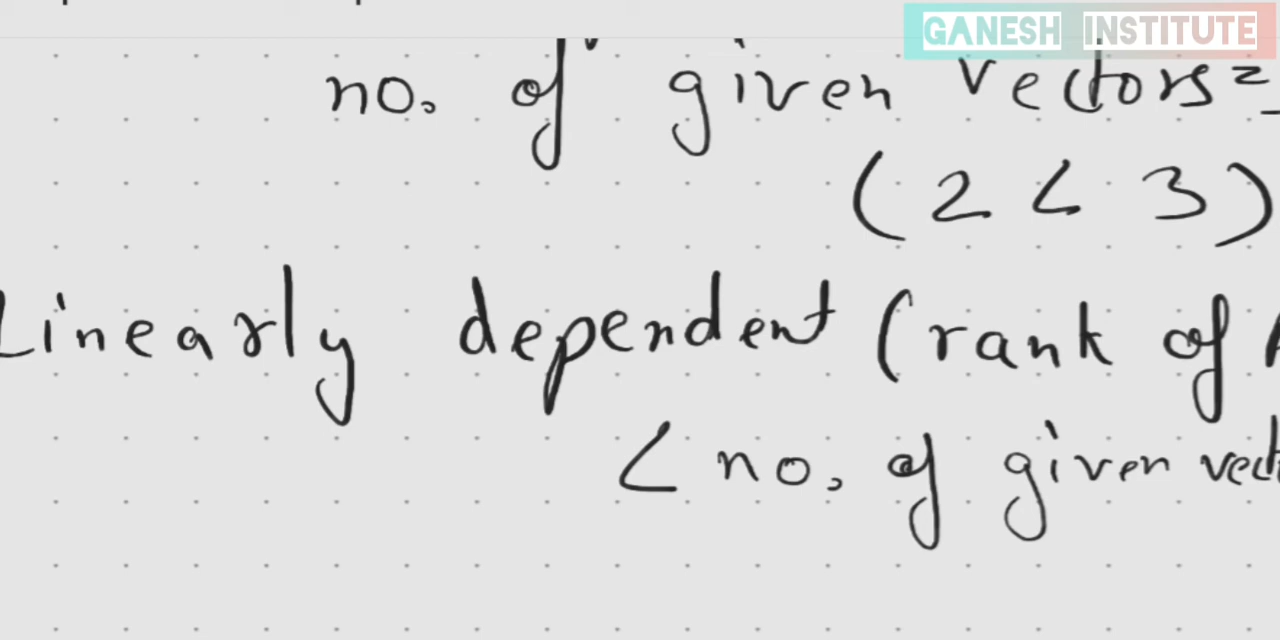 GANESH INSTITUTE
no. of given vectors =
(2 < 3)
Linearly dependent (rank of
< no. of given